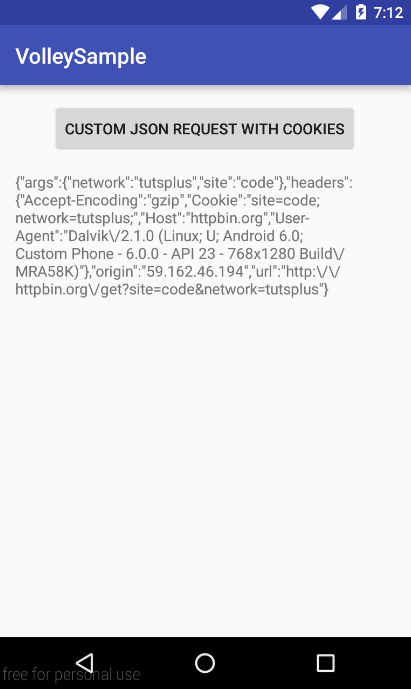 7:12
VolleySample
CUSTOM JSON REQUEST WITH COOKIES
{"args":{"network":"tutsplus","site":"code"},"headers":
{"Accept-Encoding":"gzip","Cookie":"site=code;
network=tutsplus;","Host":"httpbin.org","User-
Agent":"Dalvik\/2.1.0 (Linux; U; Android 6.0;
Custom Phone - 6.0.0 - API 23 - 768x1280 Build\/
MRA58K)"},"origin":"59.162.46.194","url":"http:\/\/
httpbin.org\/get?site=code&network=tutsplus"}
free for personal use